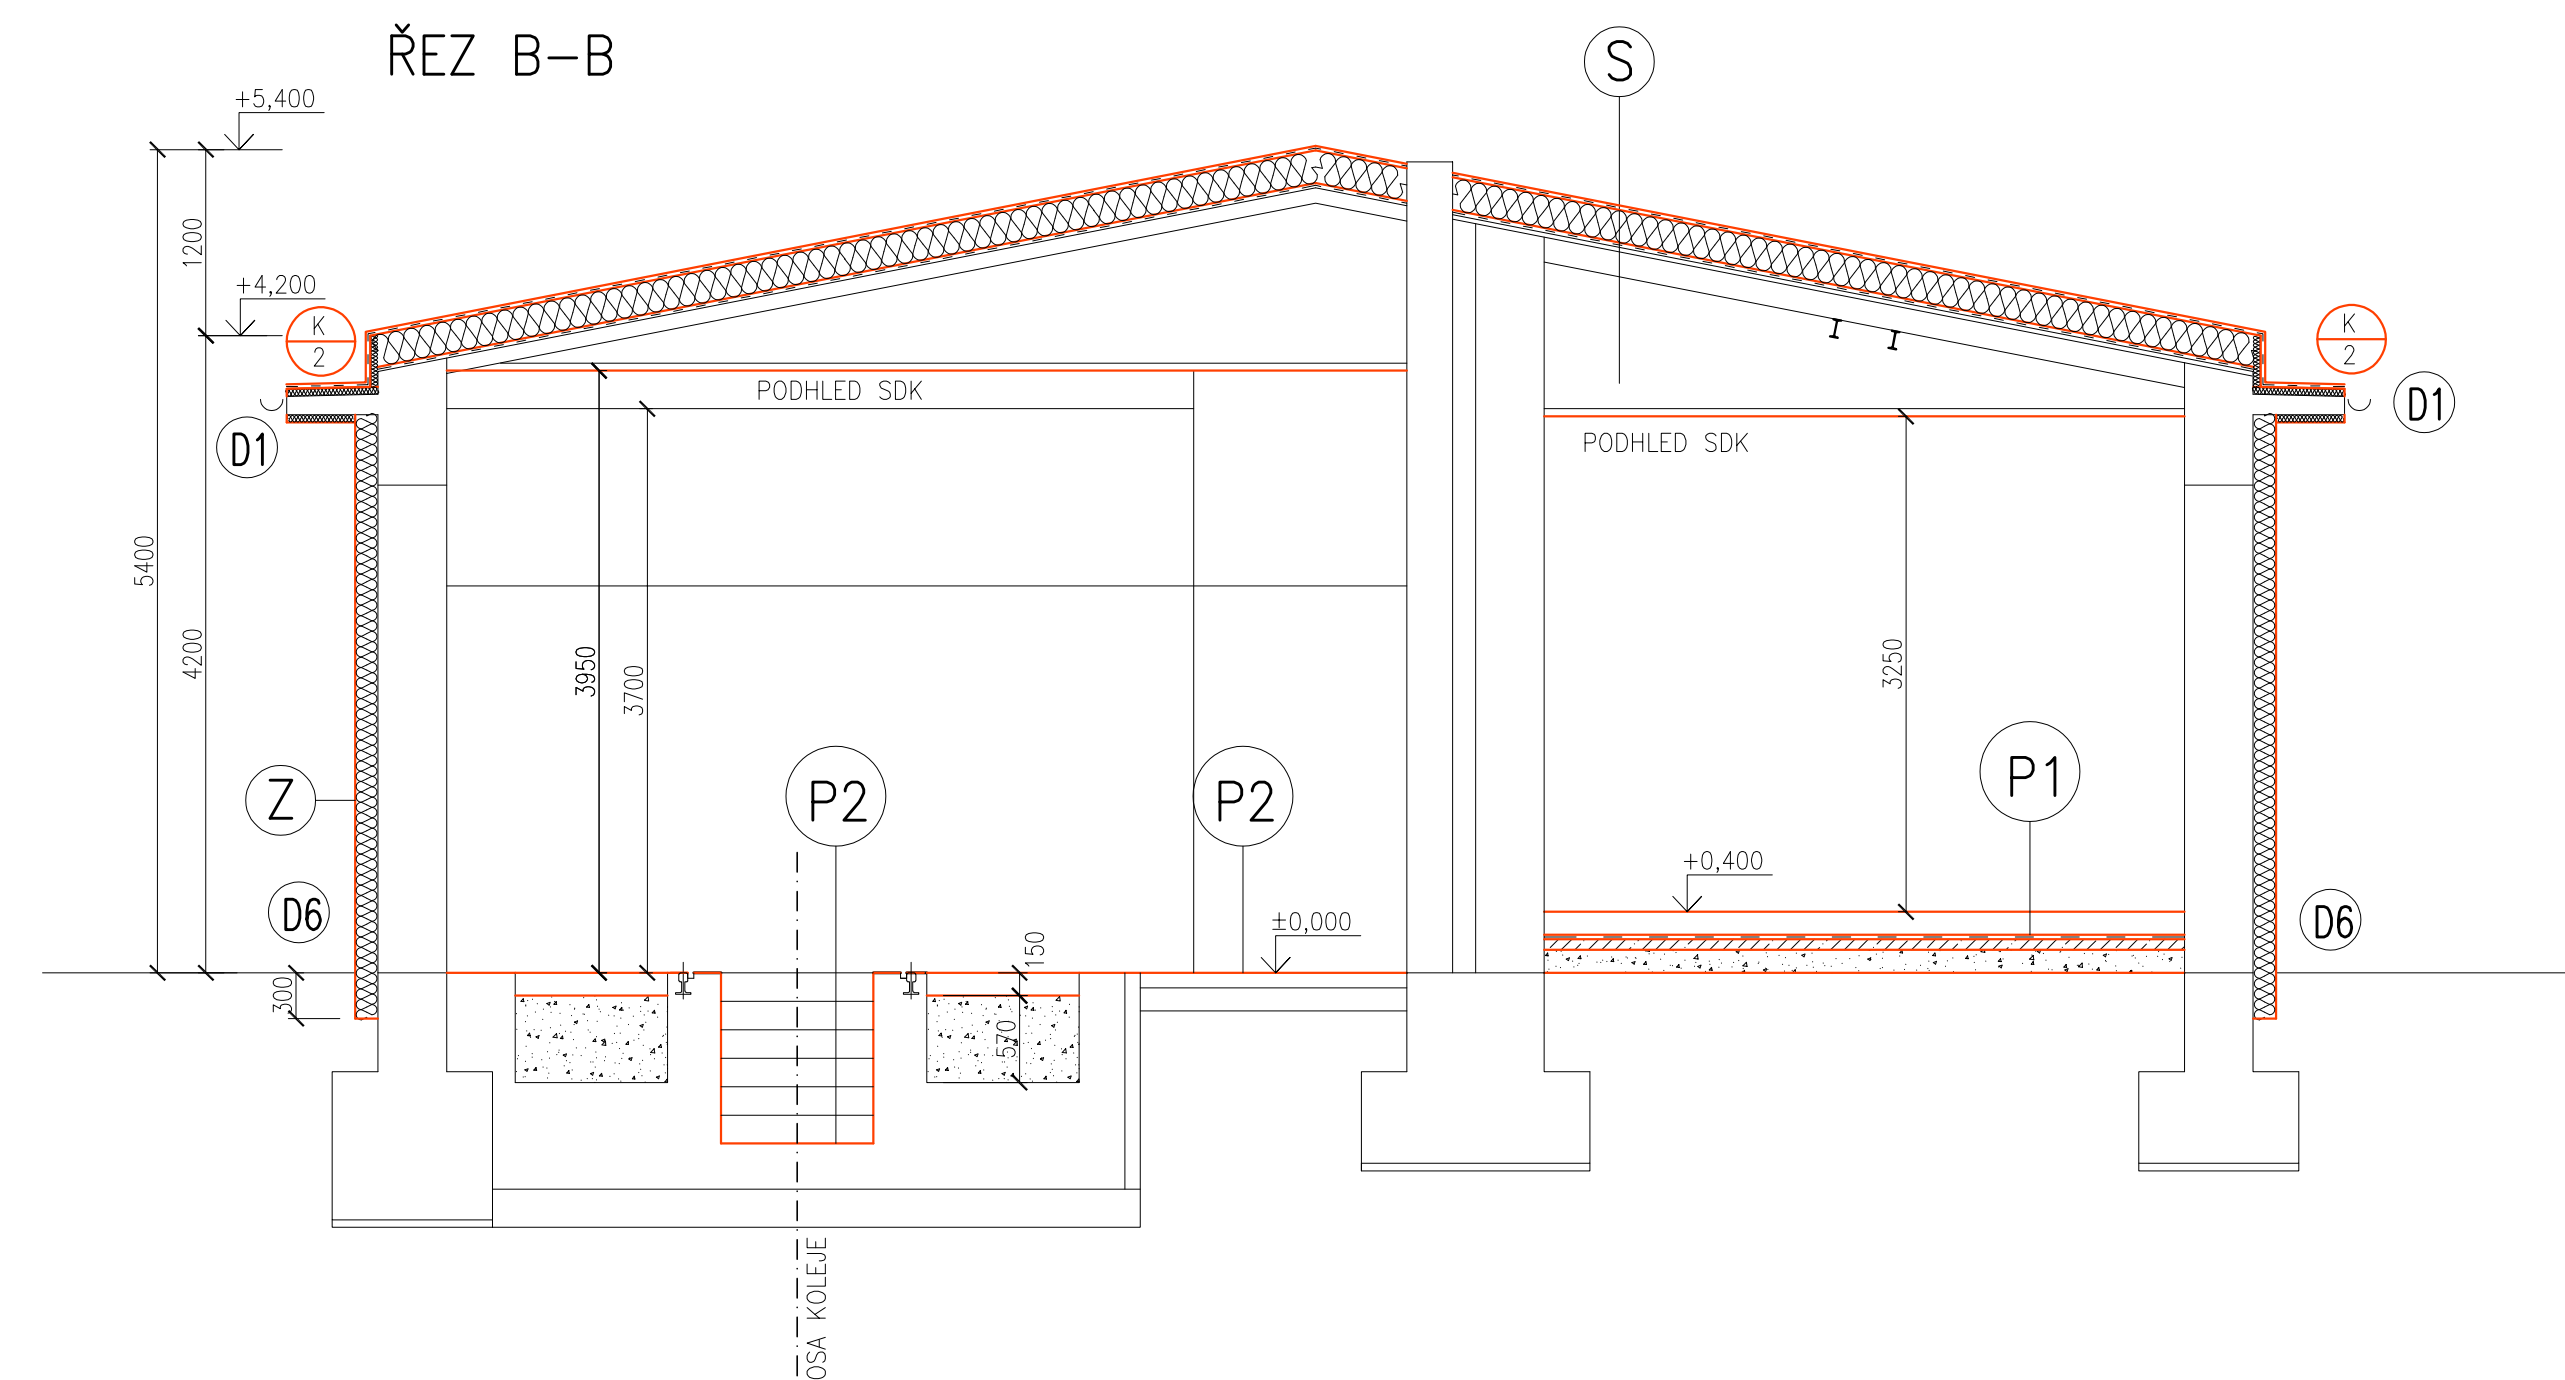 ŘEZ B-B
S
+5,400
1200
+4,200
K
2
K
2
PODHLED SDK
D1
D1
PODHLED SDK
5400
4200
3950
3700
3250
Z
P2
P2
P1
+0,400
D6
D6
±0,000
150
300
570
OSA KOLEJE